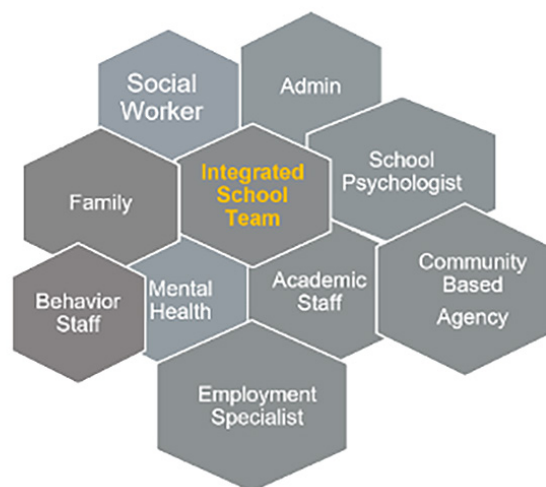 Social
Worker
Admin
Integrated
School
Team
School
Psychologist
Family
Behavior
Staff
Mental
Health
Academic
Staff
Community
Based
Agency
Employment
Specialist